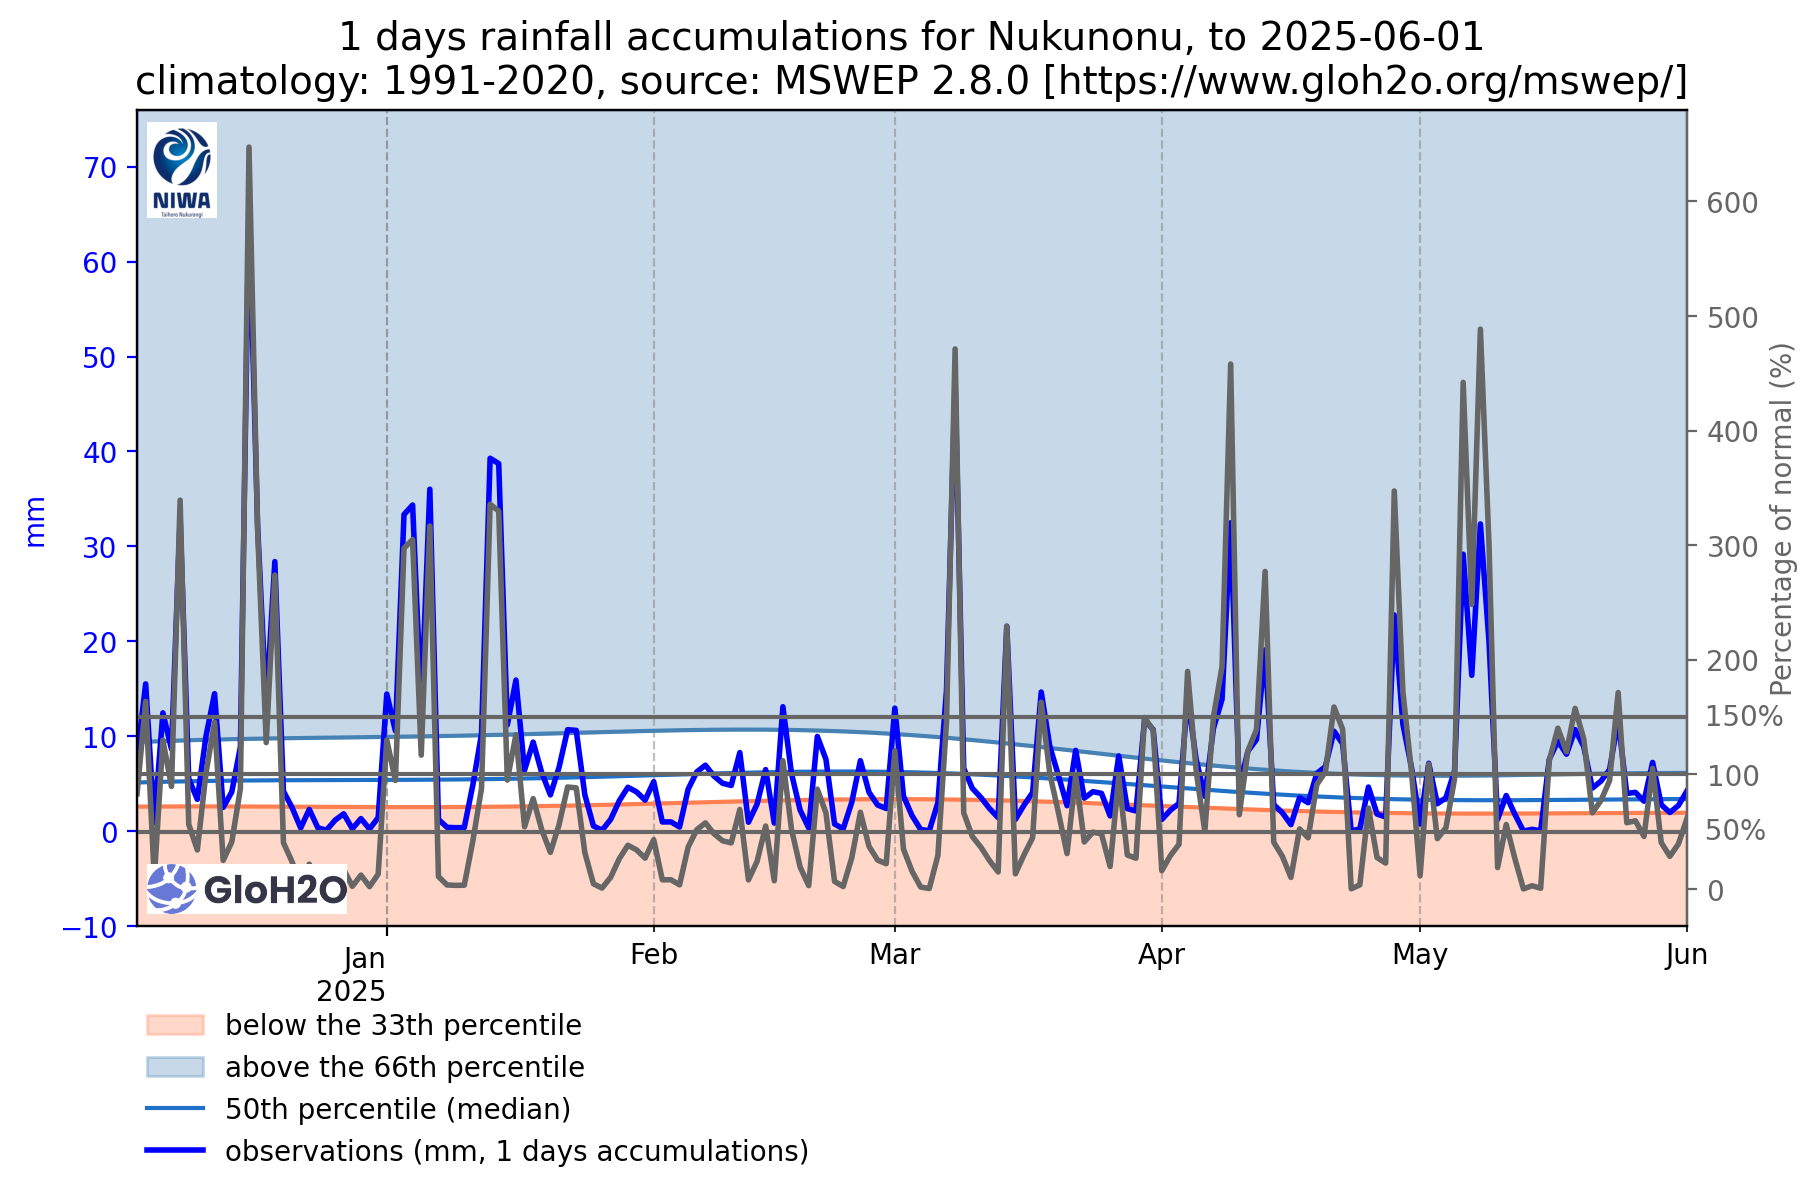 1 days rainfall accumulations for Nukunonu, to 2025-06-01
climatology: 1991-2020, source: MSWEP 2.8.0 [https://www.gloh2o.org/mswep/]
NIWA
Taihoro Nukurangi
70
60
50
40
30
20
10
0
−10
mm
600
500
400
300
200
150%
100
50%
0
Percentage of normal (%)
GloH2O
Jan
2025
Feb
Mar
Apr
May
Jun
below the 33th percentile
above the 66th percentile
50th percentile (median)
observations (mm, 1 days accumulations)